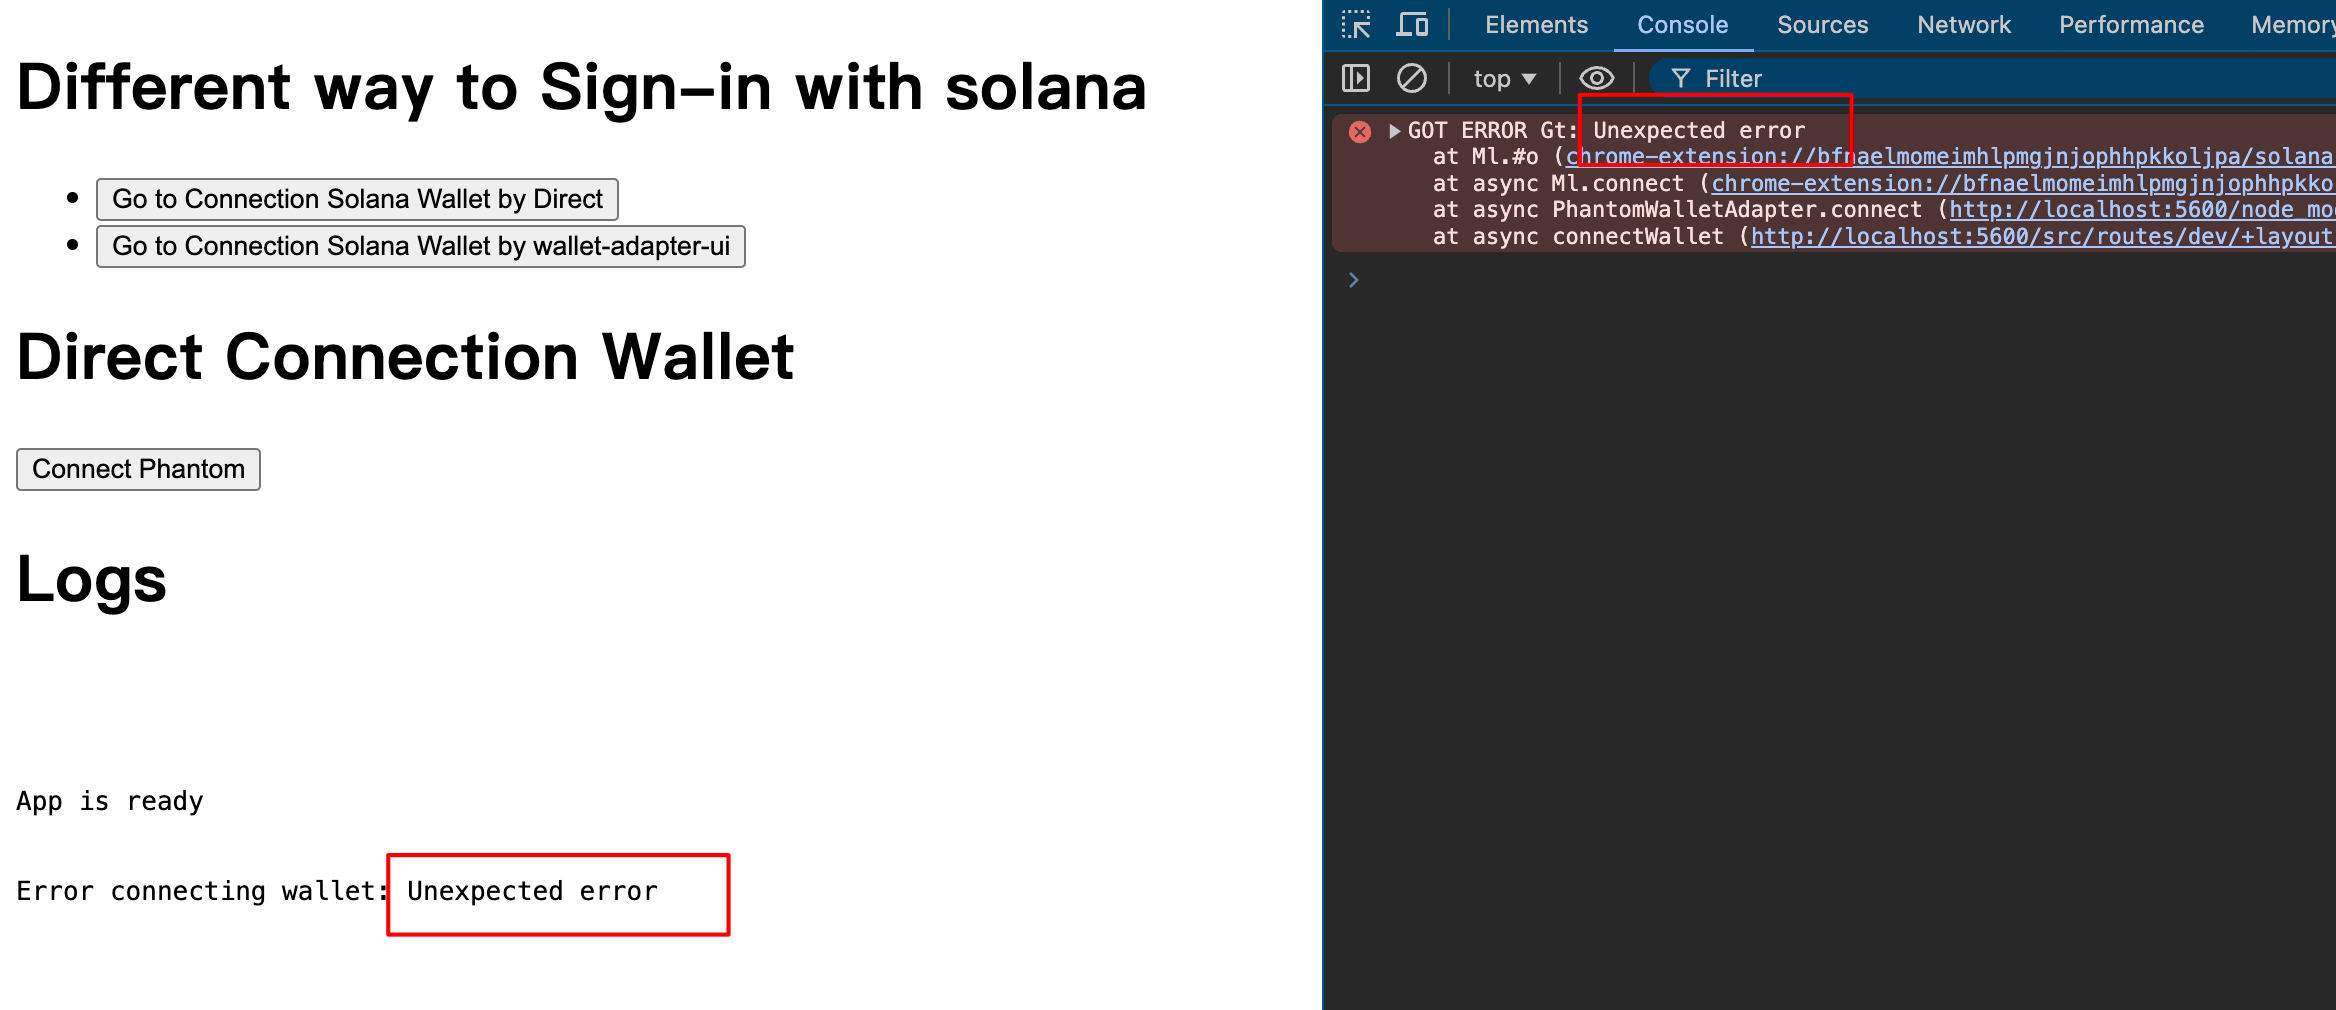 Different way to Sign-in with solana
Go to Connection Solana Wallet by Direct
Go to Connection Solana Wallet by wallet-adapter-ui
Direct Connection Wallet
Connect Phantom
Logs
App is ready
Error connecting wallet: Unexpected error
Elements Console Sources Network Performance Memory
top Filter
GOT ERROR Gt: Unexpected error
at Ml.#o (chrome-extension://bfnaelmomeimhlpmgjnjophhpkkoljpa/solana
at async Ml.connect (chrome-extension://bfnaelmomeimhlpmgjnjophhpkko
at async PhantomWalletAdapter.connect (http://localhost:5600/node_mo
at async connectWallet (http://localhost:5600/src/routes/dev/+layout